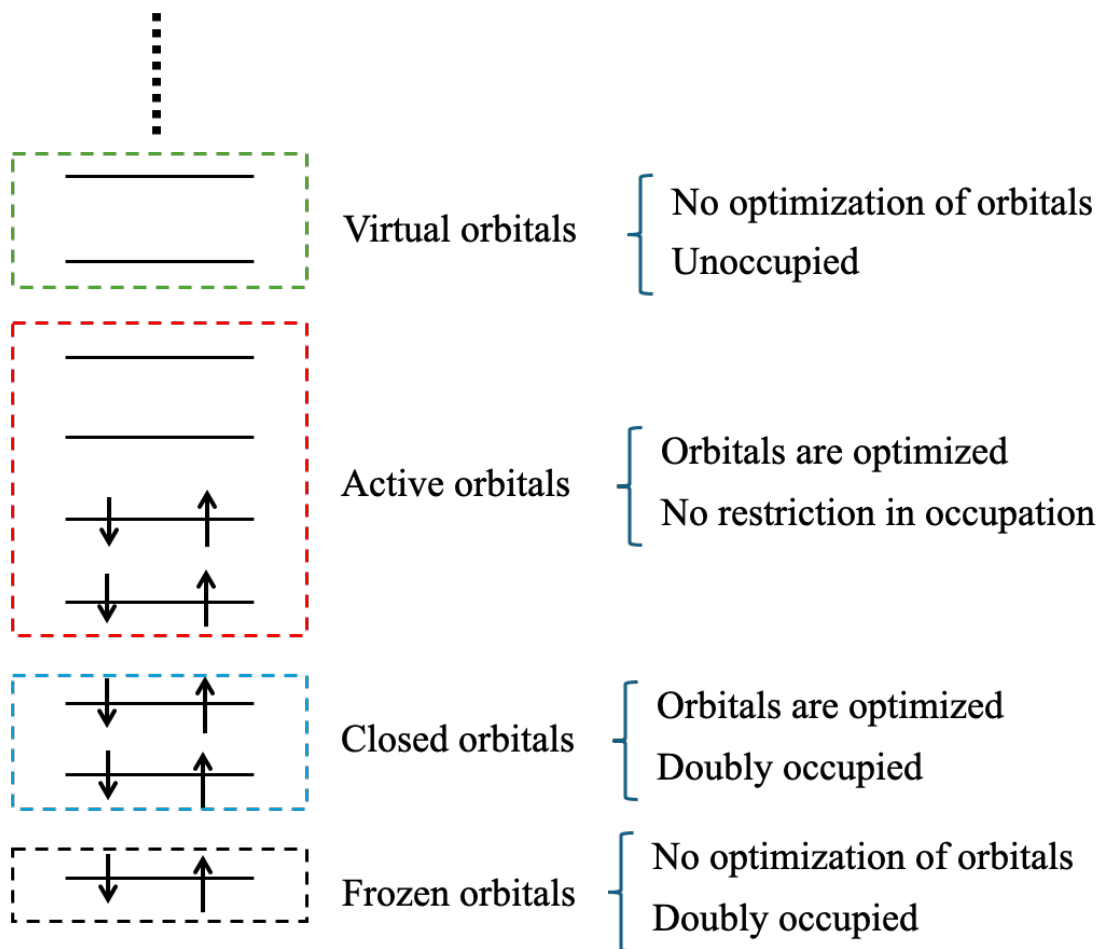 Virtual orbitals
No optimization of orbitals
Unoccupied
Active orbitals
Orbitals are optimized
No restriction in occupation
Closed orbitals
Orbitals are optimized
Doubly occupied
Frozen orbitals
No optimization of orbitals
Doubly occupied